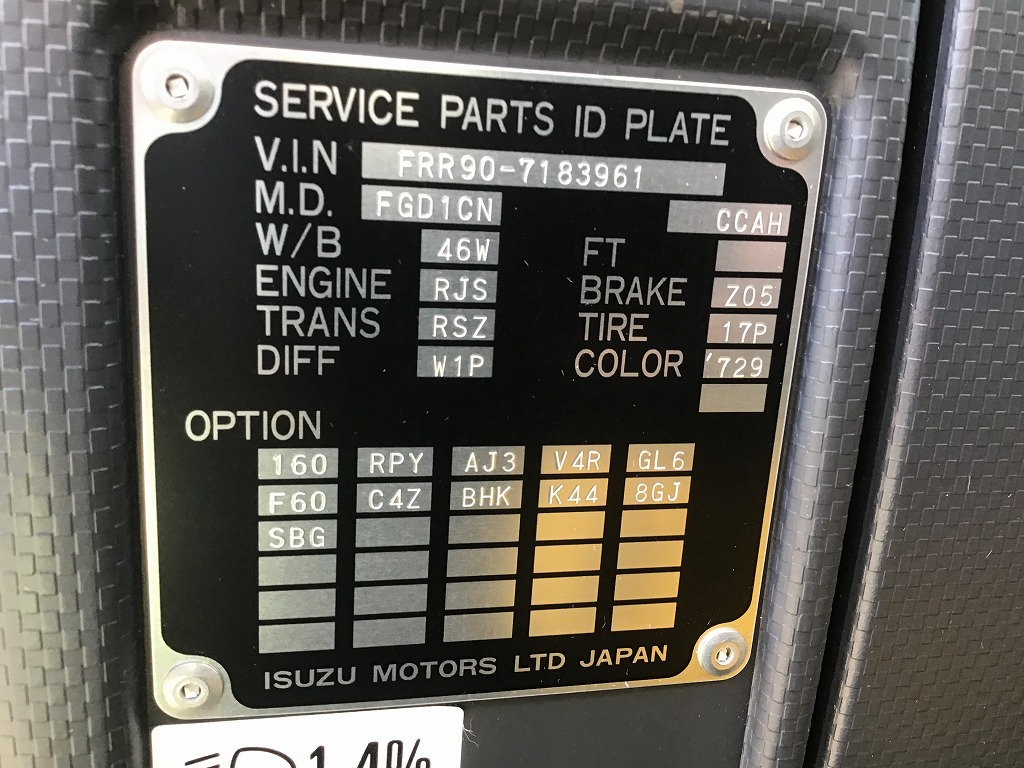 SERVICE PARTS ID PLATE
V.I.N FRR90-7183961
M.D. FGD1CN CCAH
W/B 46W FT
ENGINE RJS BRAKE Z05
TRANS RSZ TIRE 17P
DIFF W1P COLOR '729
OPTION
160 RPY AJ3 V4R GL6
F60 C4Z BHK K44 8GJ
SBG
ISUZU MOTORS LTD JAPAN
1.4%